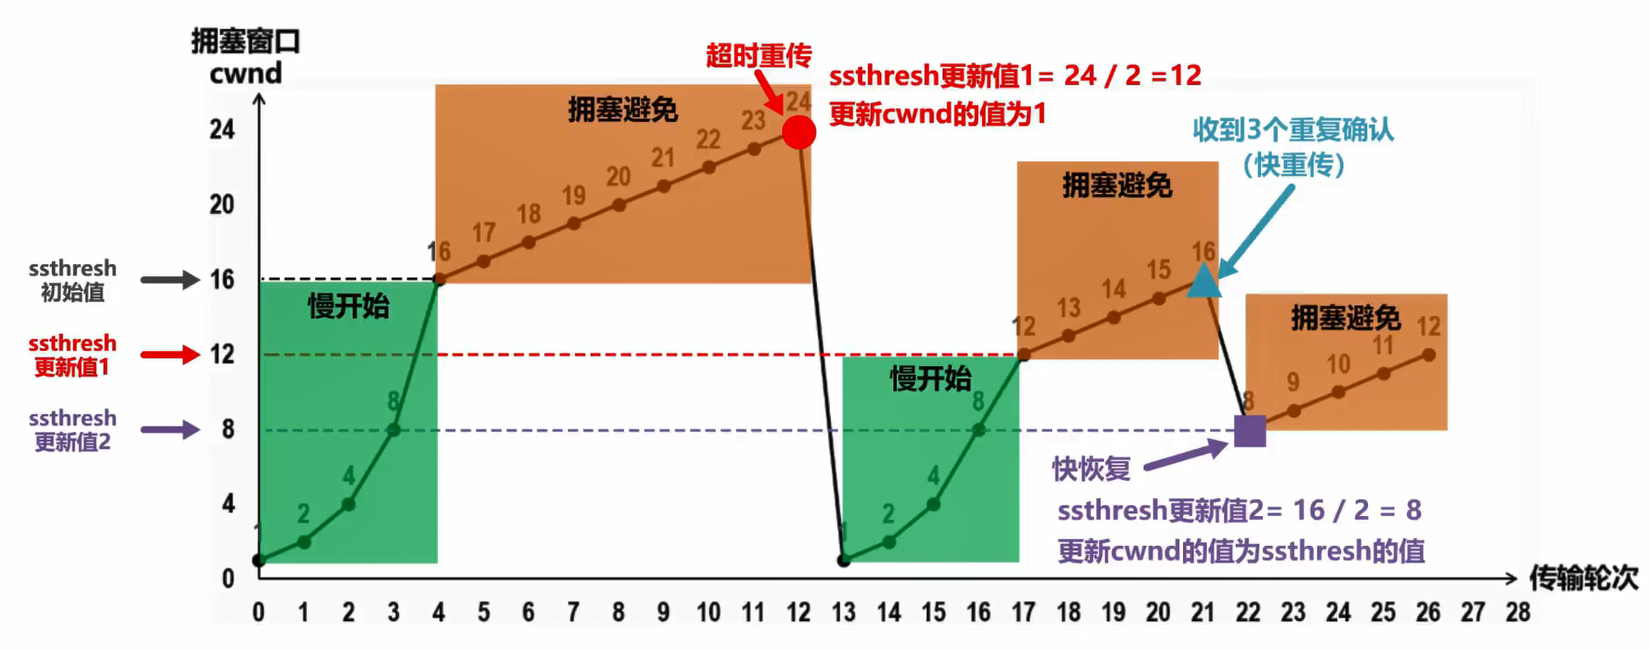 拥塞窗口
cwnd
超时重传
ssthresh更新值1= 24 / 2 =12
更新cwnd的值为1
收到3个重复确认
（快重传）
拥塞避免
拥塞避免
拥塞避免
慢开始
慢开始
24
20
16
12
8
4
0
ssthresh
初始值
ssthresh
更新值1
ssthresh
更新值2
1
2
4
8
16
17
18
19
20
21
22
23
24
1
2
4
8
12
13
14
15
16
8
9
10
11
12
快恢复
ssthresh更新值2= 16 / 2 = 8
更新cwnd的值为ssthresh的值
传输轮次
0 1 2 3 4 5 6 7 8 9 10 11 12 13 14 15 16 17 18 19 20 21 22 23 24 25 26 27 28